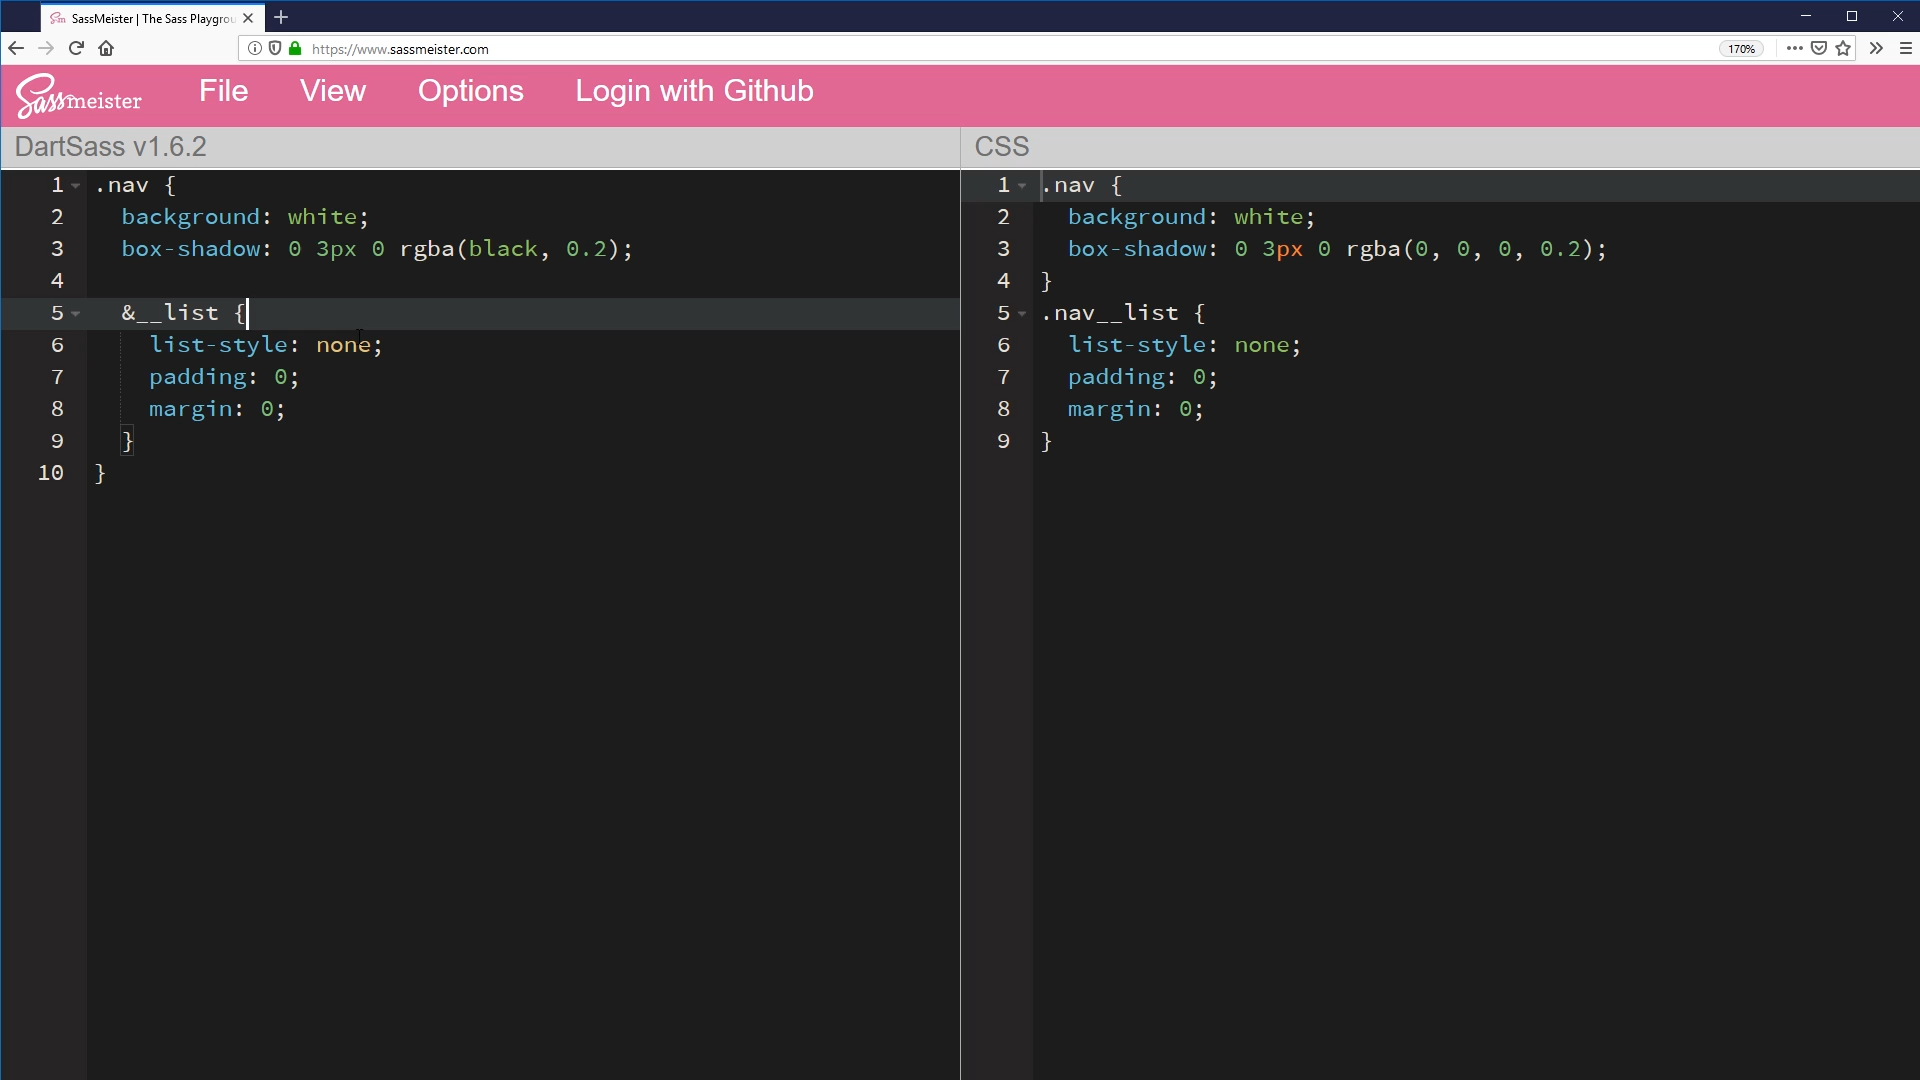 SassMeister | The Sass Playgrou
https://www.sassmeister.com
170%
Sassmeister
File
View
Options
Login with Github
DartSass v1.6.2
1 .nav {
2 background: white;
3 box-shadow: 0 3px 0 rgba(black, 0.2);
4
5 &__list {
6 list-style: none;
7 padding: 0;
8 margin: 0;
9 }
10 }
CSS
1 .nav {
2 background: white;
3 box-shadow: 0 3px 0 rgba(0, 0, 0, 0.2);
4 }
5 .nav__list {
6 list-style: none;
7 padding: 0;
8 margin: 0;
9 }